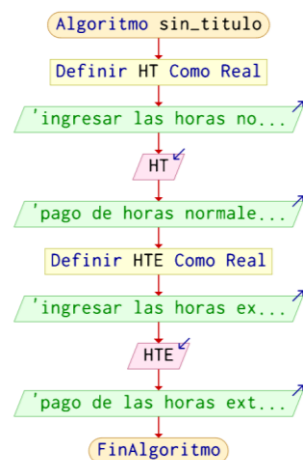 Algoritmo sin_titulo
Definir HT Como Real
'ingresar las horas no...
HT
'pago de horas normale...
Definir HTE Como Real
'ingresar las horas ex...
HTE
'pago de las horas ext...
FinAlgoritmo